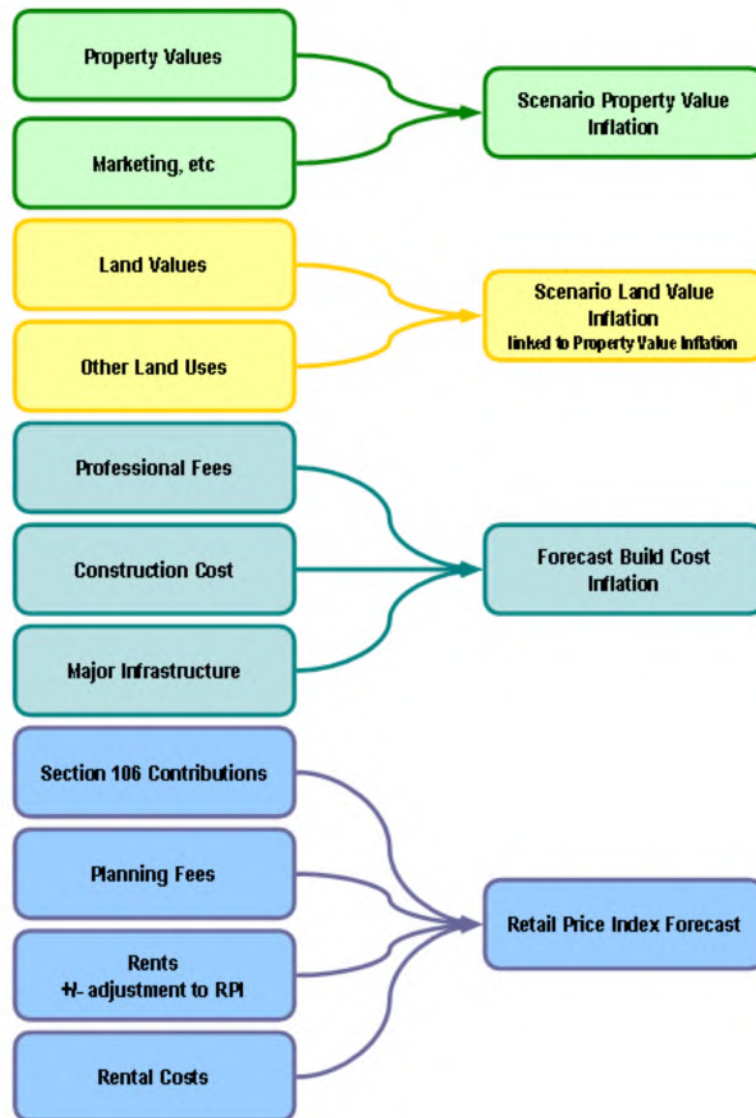 Property Values
Marketing, etc
Scenario Property Value
Inflation
Land Values
Other Land Uses
Scenario Land Value
Inflation
linked to Property Value Inflation
Professional Fees
Construction Cost
Major Infrastructure
Forecast Build Cost
Inflation
Section 106 Contributions
Planning Fees
Rents
+/- adjustment to RPI
Rental Costs
Retail Price Index Forecast